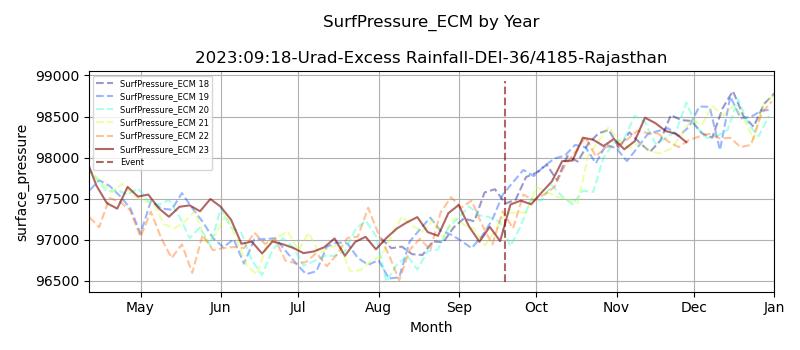 SurfPressure_ECM by Year
2023:09:18-Urad-Excess Rainfall-DEI-36/4185-Rajasthan
99000
98500
98000
97500
97000
96500
surface_pressure
SurfPressure_ECM 18
SurfPressure_ECM 19
SurfPressure_ECM 20
SurfPressure_ECM 21
SurfPressure_ECM 22
SurfPressure_ECM 23
Event
May Jun Jul Aug Sep Oct Nov Dec Jan
Month